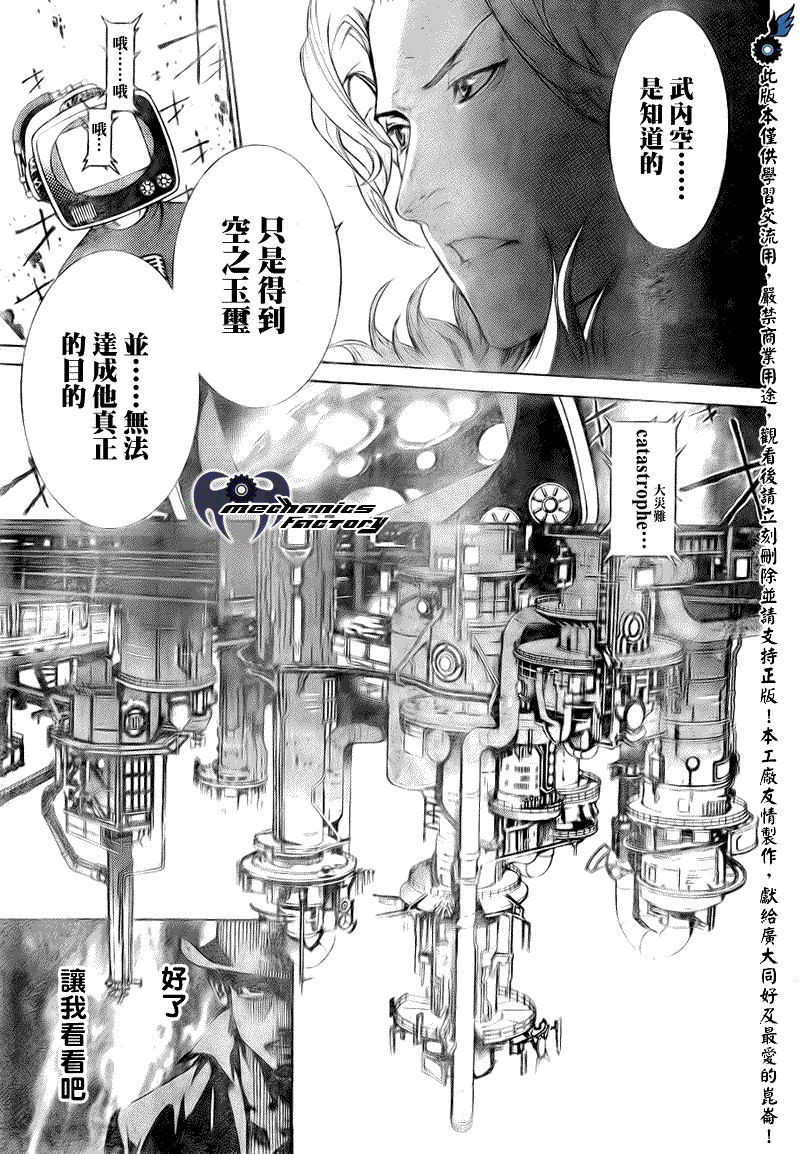 武內空……
是知道的
哦……哦
哦…
只是得到
空之玉璽
並……無法
達成他真正
的目的
大災難
catastrophe…
mechanics
Factory
好了
讓我看看吧
此版本僅供學習交流用，嚴禁商業用途，觀看後請立刻刪除並請支持正版！本工廠友情製作，獻給廣大同好及最愛的崑崙！